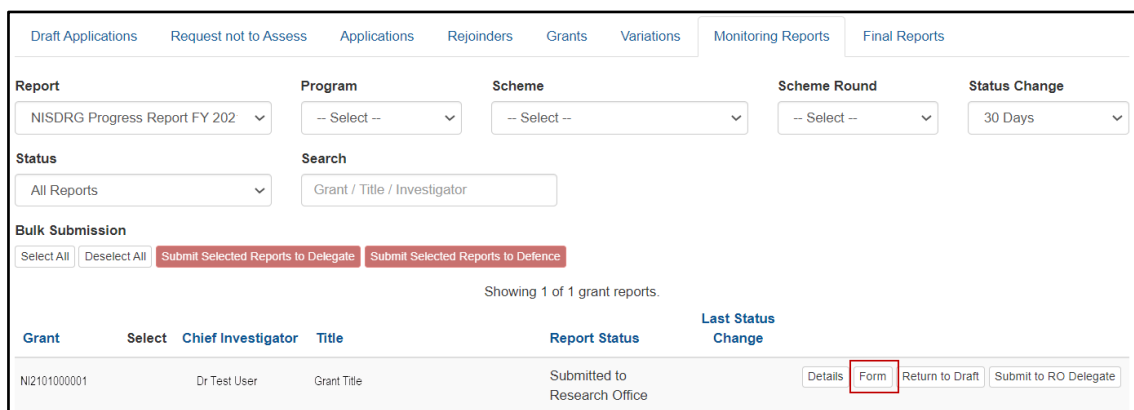 Draft Applications Request not to Assess Applications Rejoinders Grants Variations Monitoring Reports Final Reports
Report Program Scheme Scheme Round Status Change
NISDRG Progress Report FY 202 -- Select -- -- Select -- -- Select -- 30 Days
Status Search
All Reports Grant / Title / Investigator
Bulk Submission
Select All Deselect All Submit Selected Reports to Delegate Submit Selected Reports to Defence
Showing 1 of 1 grant reports.
Grant Select Chief Investigator Title Report Status Last Status Change
NI2101000001 Dr Test User Grant Title Submitted to Research Office Details Form Return to Draft Submit to RO Delegate